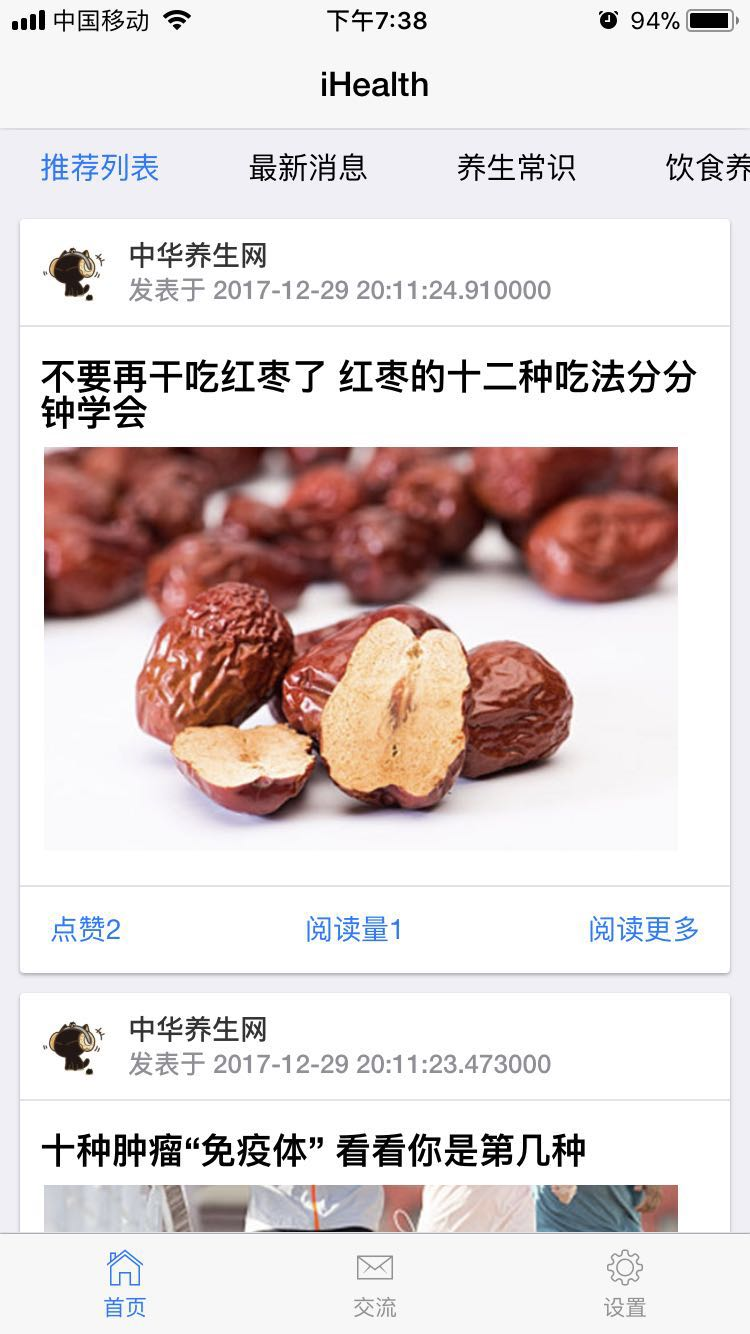 中国移动
下午7:38
94%
iHealth
推荐列表
最新消息
养生常识
饮食养
中华养生网
发表于 2017-12-29 20:11:24.910000
不要再干吃红枣了 红枣的十二种吃法分分
钟学会
点赞2
阅读量1
阅读更多
中华养生网
发表于 2017-12-29 20:11:23.473000
十种肿瘤“免疫体” 看看你是第几种
首页
交流
设置